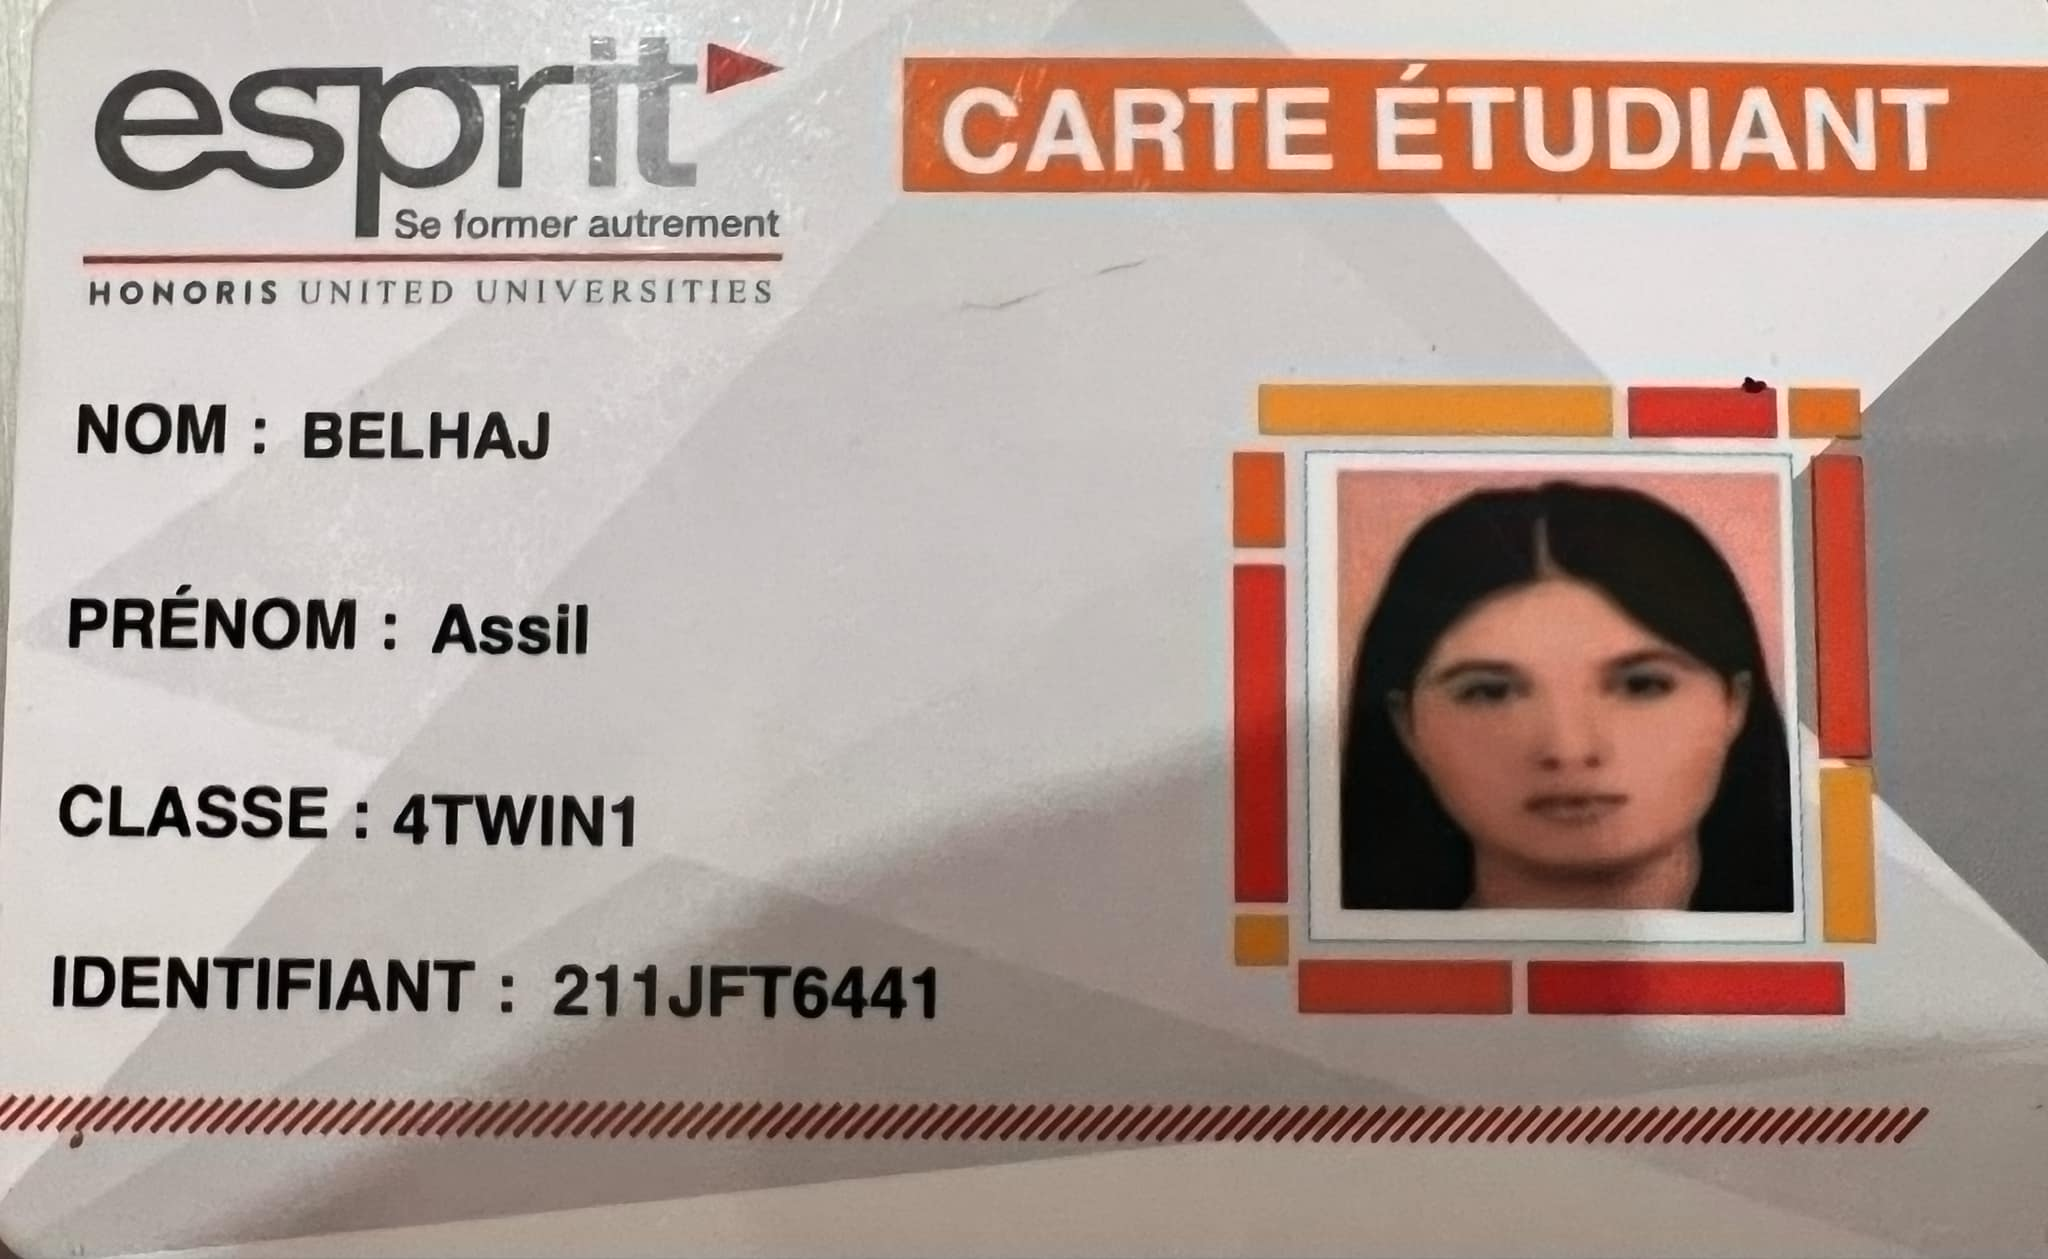 esprit
Se former autrement
HONORIS UNITED UNIVERSITIES
CARTE ÉTUDIANT
NOM : BELHAJ
PRÉNOM : Assil
CLASSE : 4TWIN1
IDENTIFIANT : 211JFT6441